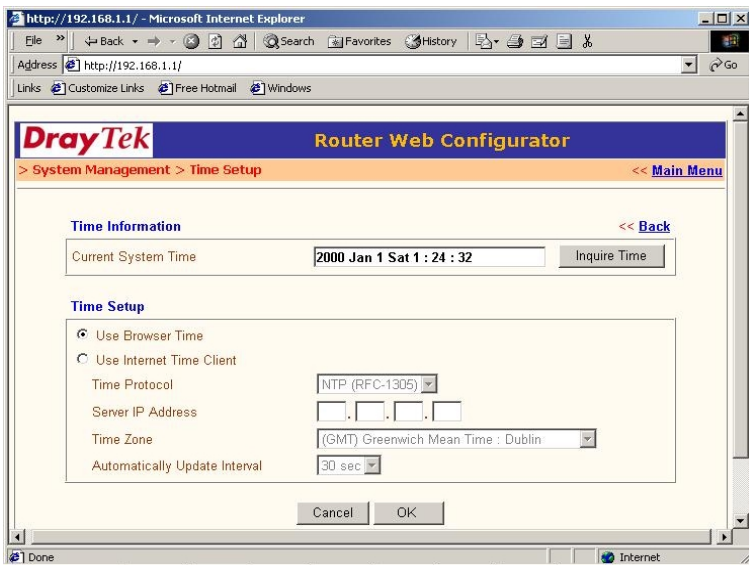 http://192.168.1.1/ - Microsoft Internet Explorer
File » Back Search Favorites History
Address http://192.168.1.1/ Go
Links Customize Links Free Hotmail Windows
DrayTek Router Web Configurator
> System Management > Time Setup << Main Menu
Time Information << Back
Current System Time 2000 Jan 1 Sat 1 : 24 : 32 Inquire Time
Time Setup
Use Browser Time
Use Internet Time Client
Time Protocol NTP (RFC-1305)
Server IP Address . . .
Time Zone (GMT) Greenwich Mean Time : Dublin
Automatically Update Interval 30 sec
Cancel OK
Done Internet